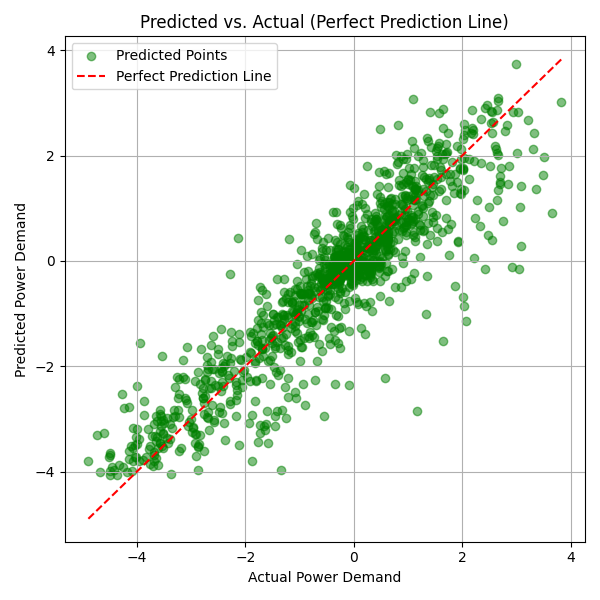 Predicted vs. Actual (Perfect Prediction Line)
Predicted Points
Perfect Prediction Line
4
2
0
−2
−4
Predicted Power Demand
−4 −2 0 2 4
Actual Power Demand